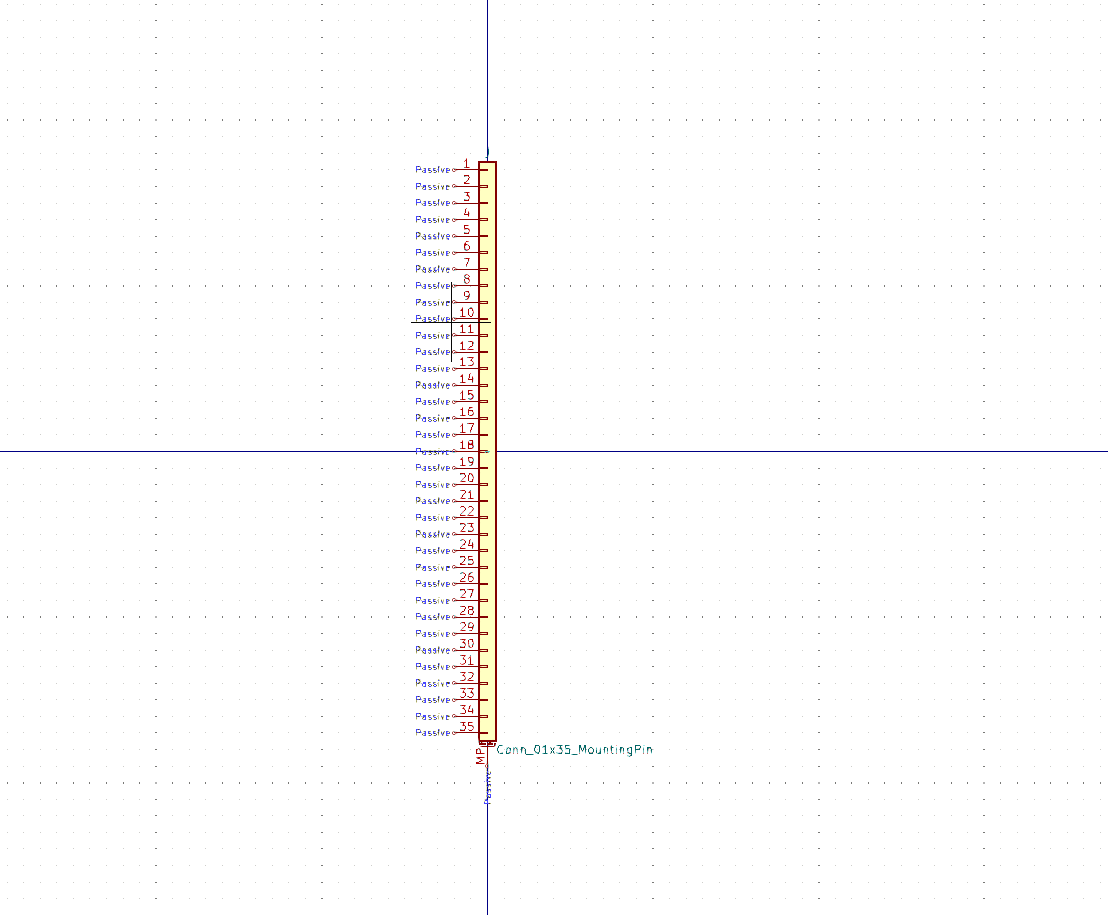 J
Passive 1
Passive 2
Passive 3
Passive 4
Passive 5
Passive 6
Passive 7
Passive 8
Passive 9
Passive 10
Passive 11
Passive 12
Passive 13
Passive 14
Passive 15
Passive 16
Passive 17
Passive 18
Passive 19
Passive 20
Passive 21
Passive 22
Passive 23
Passive 24
Passive 25
Passive 26
Passive 27
Passive 28
Passive 29
Passive 30
Passive 31
Passive 32
Passive 33
Passive 34
Passive 35
Conn_01x35_MountingPin
MP
Passive